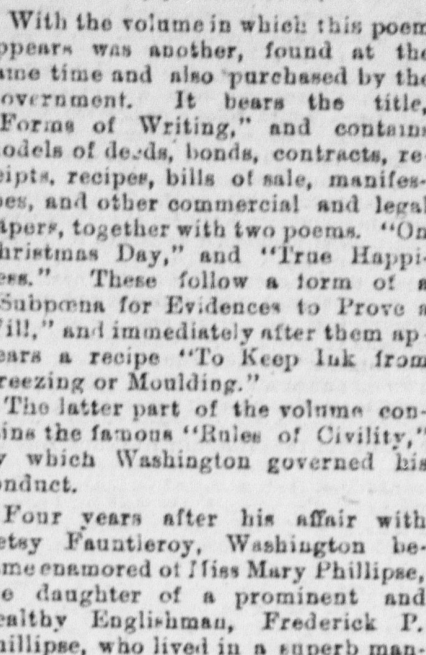 With the volume in which this poem
ppears was another, found at the
ame time and also purchased by the
overnment. It bears the title,
Forms of Writing," and contains
odels of deeds, bonds, contracts, re-
eipts, recipes, bills of sale, manifes-
oes, and other commercial and legal
apers, together with two poems. "On
hristmas Day," and "True Happi-
ess." These follow a form of a
Subpœna for Evidences to Prove a
ill," and immediately after them ap-
ears a recipe "To Keep Ink from
reezing or Moulding."
The latter part of the volume con-
ins the famous "Rules of Civility,"
y which Washington governed his
onduct.
Four years after his affair with
etsy Fauntleroy, Washington be-
me enamored of Miss Mary Phillipse,
e daughter of a prominent and
ealthy Englishman, Frederick P.
hillipse, who lived in a superb man-